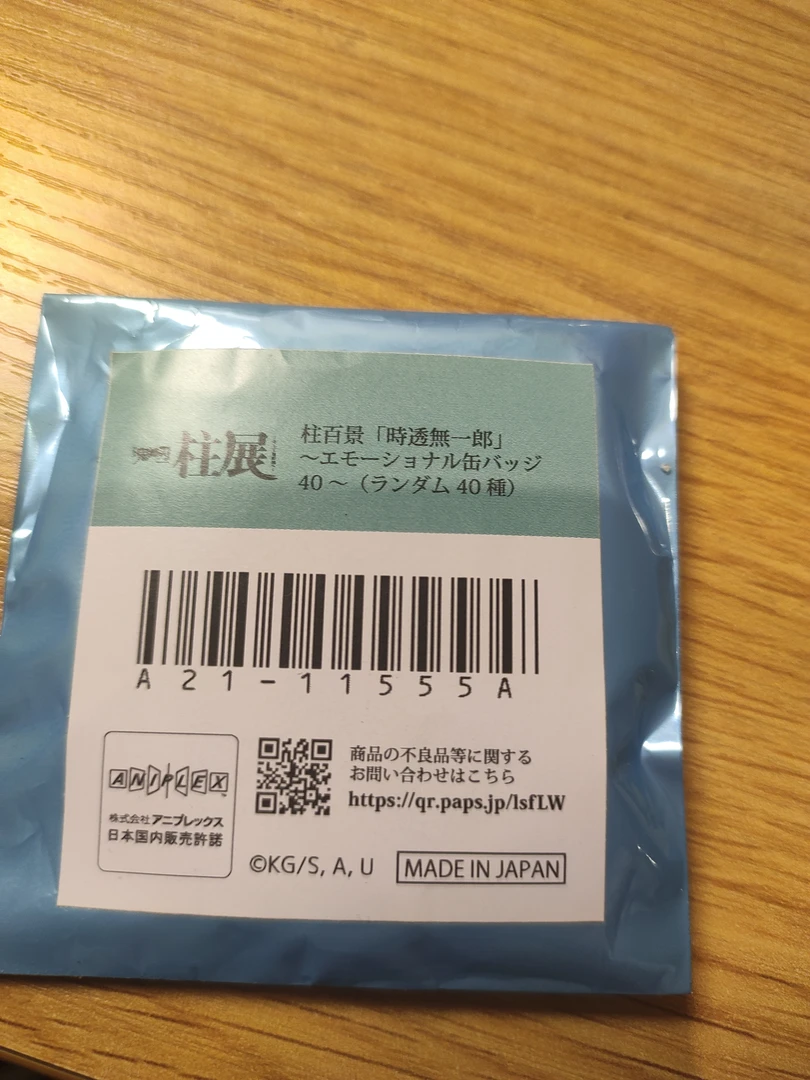 柱展
柱百景「時透無一郎」
～エモーショナル缶バッジ
40～（ランダム40種）
A21-11555A
ANIPLEX
株式会社アニプレックス
日本国内販売許諾
商品の不良品等に関する
お問い合わせはこちら
https://qr.paps.jp/lsfLW
©KG/S, A, U
MADE IN JAPAN